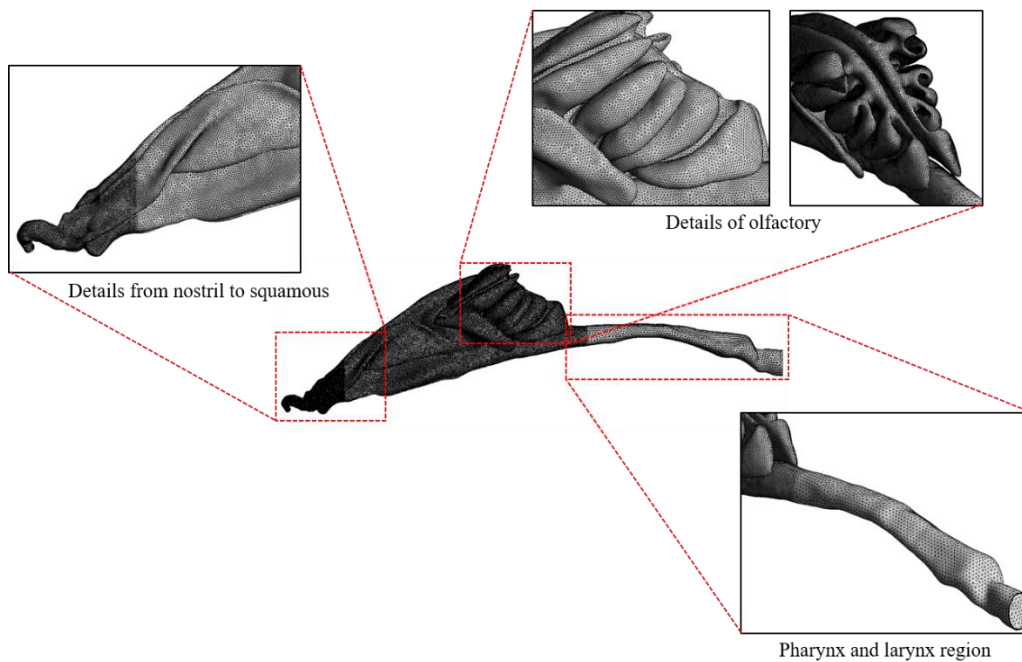 Details of olfactory
Details from nostril to squamous
Pharynx and larynx region